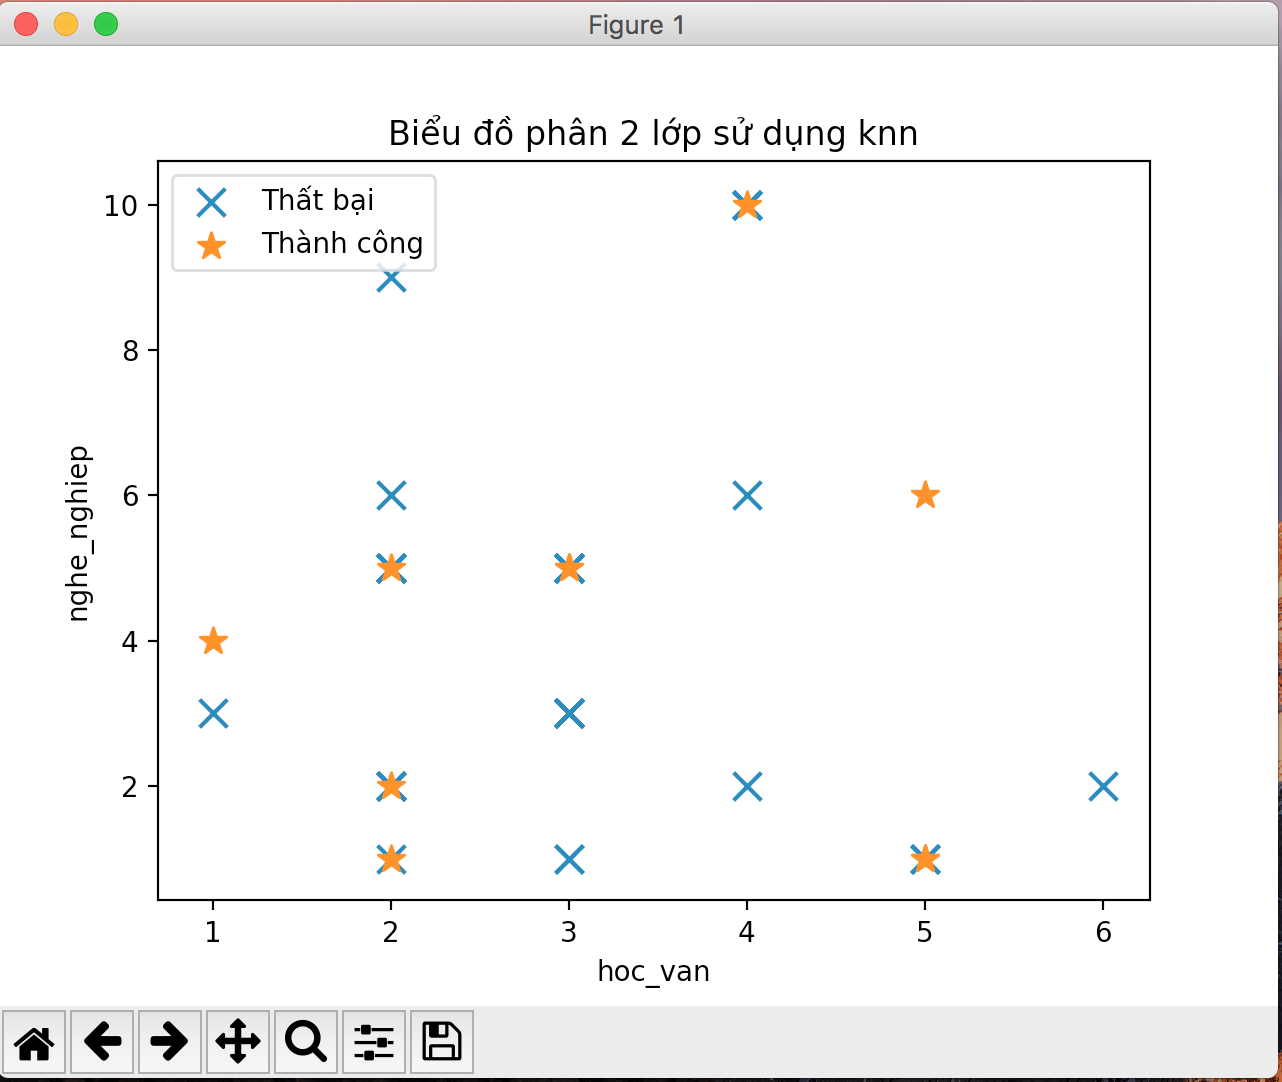 Figure 1
Biểu đồ phân 2 lớp sử dụng knn
Thất bại
Thành công
10
8
6
4
2
nghe_nghiep
1 2 3 4 5 6
hoc_van